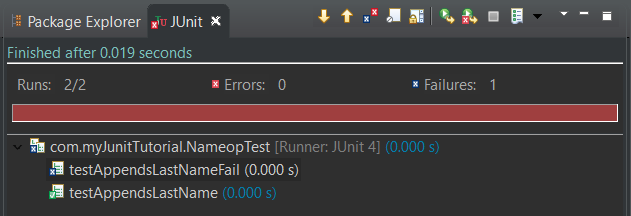 Package Explorer JUnit
Finished after 0.019 seconds
Runs: 2/2 Errors: 0 Failures: 1
com.myJunitTutorial.NameopTest [Runner: JUnit 4] (0.000 s)
testAppendsLastNameFail (0.000 s)
testAppendsLastName (0.000 s)